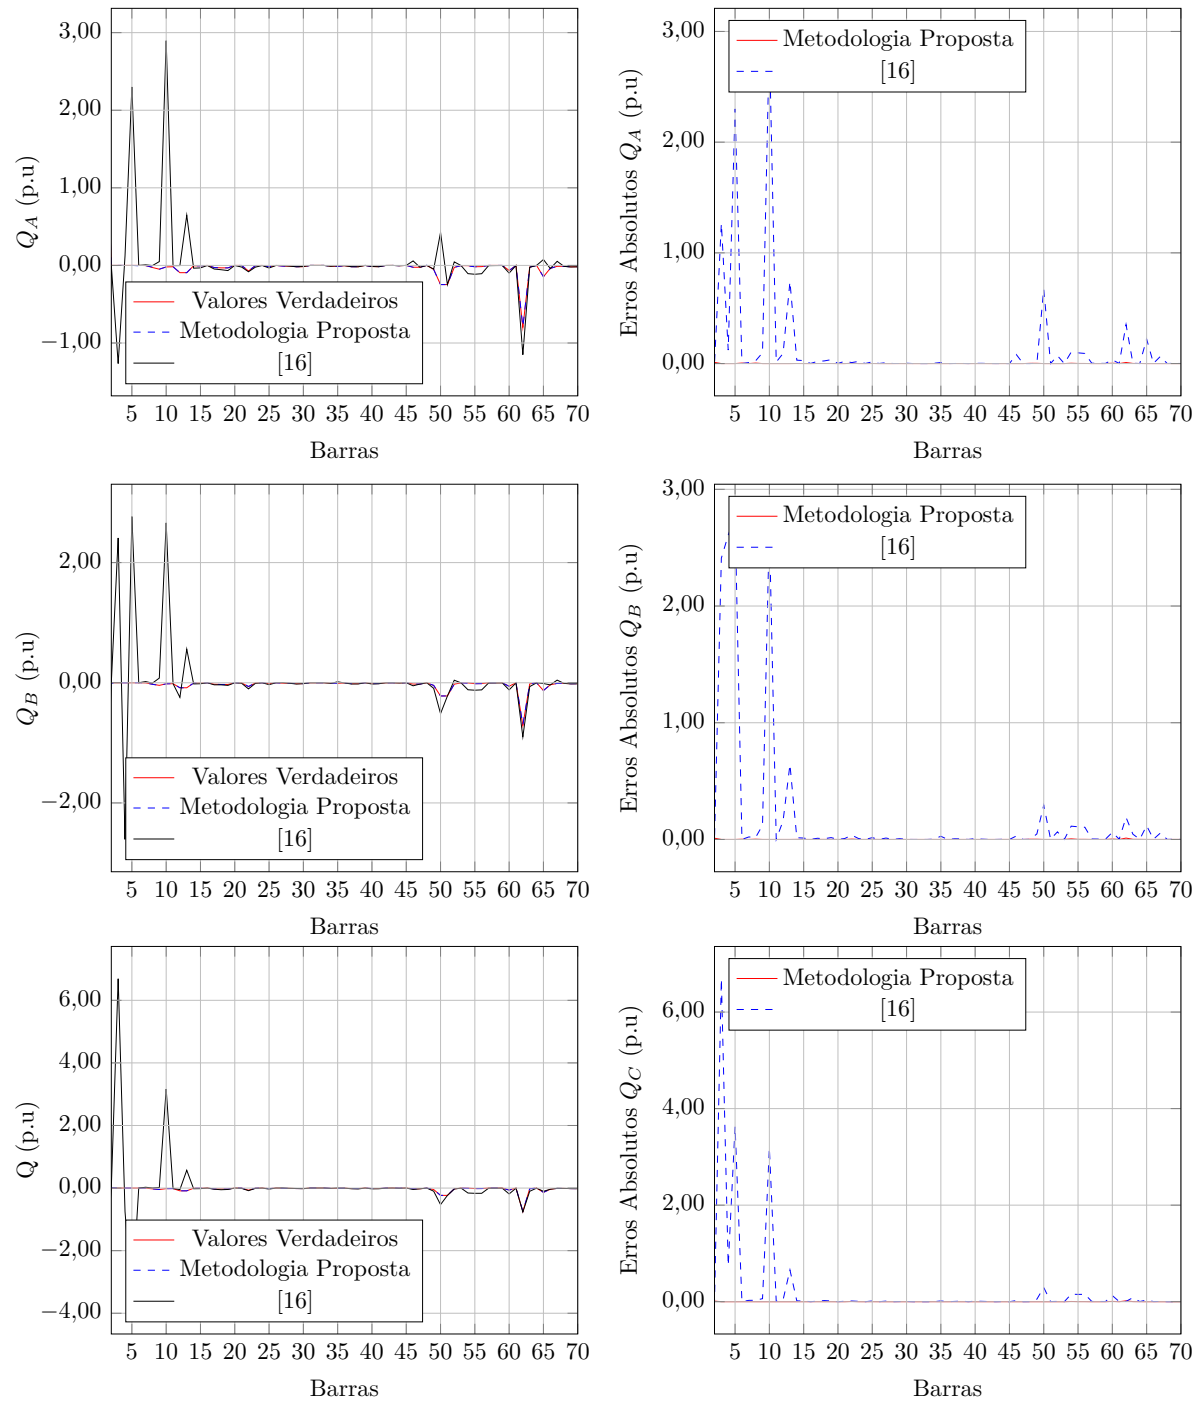 3,00
2,00
1,00
0,00
−1,00
Q_A (p.u)
Valores Verdadeiros
Metodologia Proposta
[16]
5 10 15 20 25 30 35 40 45 50 55 60 65 70
Barras
3,00
2,00
1,00
0,00
Erros Absolutos Q_A (p.u)
Metodologia Proposta
[16]
5 10 15 20 25 30 35 40 45 50 55 60 65 70
Barras
2,00
0,00
−2,00
Q_B (p.u)
Valores Verdadeiros
Metodologia Proposta
[16]
5 10 15 20 25 30 35 40 45 50 55 60 65 70
Barras
3,00
2,00
1,00
0,00
Erros Absolutos Q_B (p.u)
Metodologia Proposta
[16]
5 10 15 20 25 30 35 40 45 50 55 60 65 70
Barras
6,00
4,00
2,00
0,00
−2,00
−4,00
Q (p.u)
Valores Verdadeiros
Metodologia Proposta
[16]
5 10 15 20 25 30 35 40 45 50 55 60 65 70
Barras
6,00
4,00
2,00
0,00
Erros Absolutos Q_C (p.u)
Metodologia Proposta
[16]
5 10 15 20 25 30 35 40 45 50 55 60 65 70
Barras